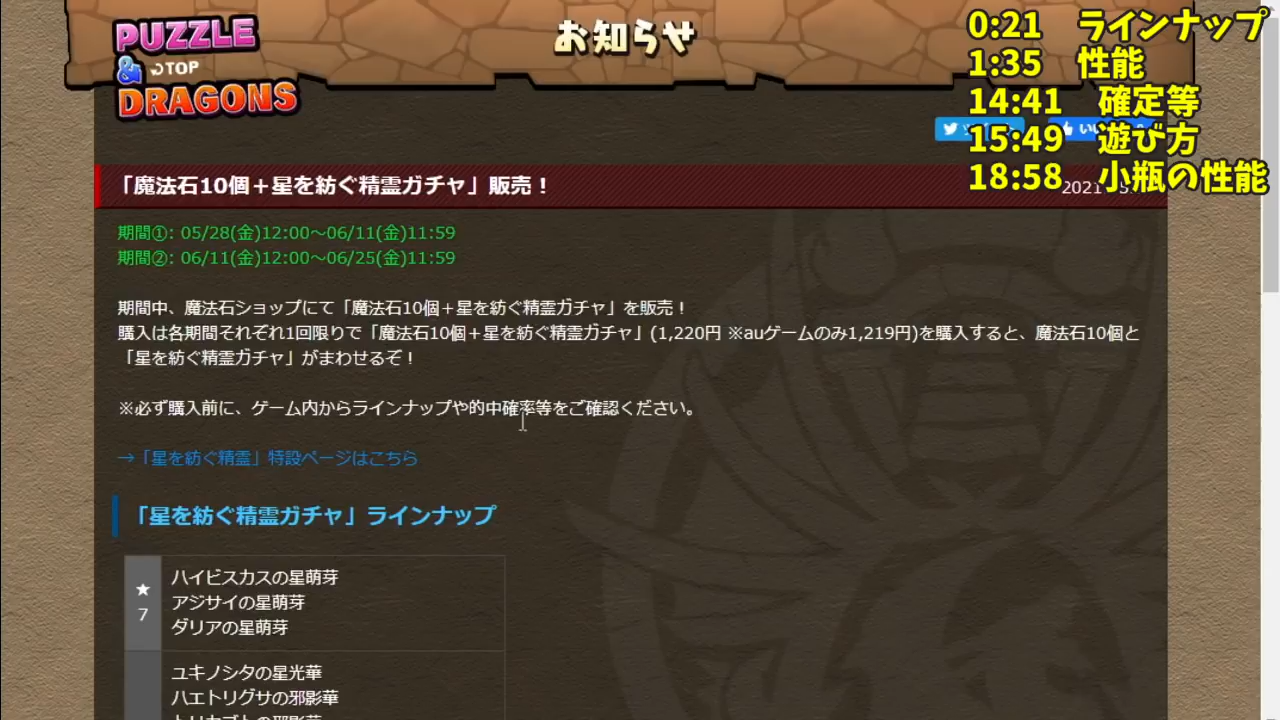 PUZZLE
& TOP
DRAGONS
お知らせ
0:21 ラインナップ
1:35 性能
14:41 確定等
15:49 遊び方
18:58 小瓶の性能
「魔法石10個＋星を紡ぐ精霊ガチャ」販売！
2021
期間①: 05/28(金)12:00～06/11(金)11:59
期間②: 06/11(金)12:00～06/25(金)11:59
期間中、魔法石ショップにて「魔法石10個＋星を紡ぐ精霊ガチャ」を販売！
購入は各期間それぞれ1回限りで「魔法石10個＋星を紡ぐ精霊ガチャ」(1,220円 ※auゲームのみ1,219円)を購入すると、魔法石10個と
「星を紡ぐ精霊ガチャ」がまわせるぞ！
※必ず購入前に、ゲーム内からラインナップや的中確率等をご確認ください。
→「星を紡ぐ精霊」特設ページはこちら
「星を紡ぐ精霊ガチャ」ラインナップ
★
7
ハイビスカスの星萌芽
アジサイの星萌芽
ダリアの星萌芽
ユキノシタの星光華
ハエトリグサの邪影華
トリカブトの邪影華